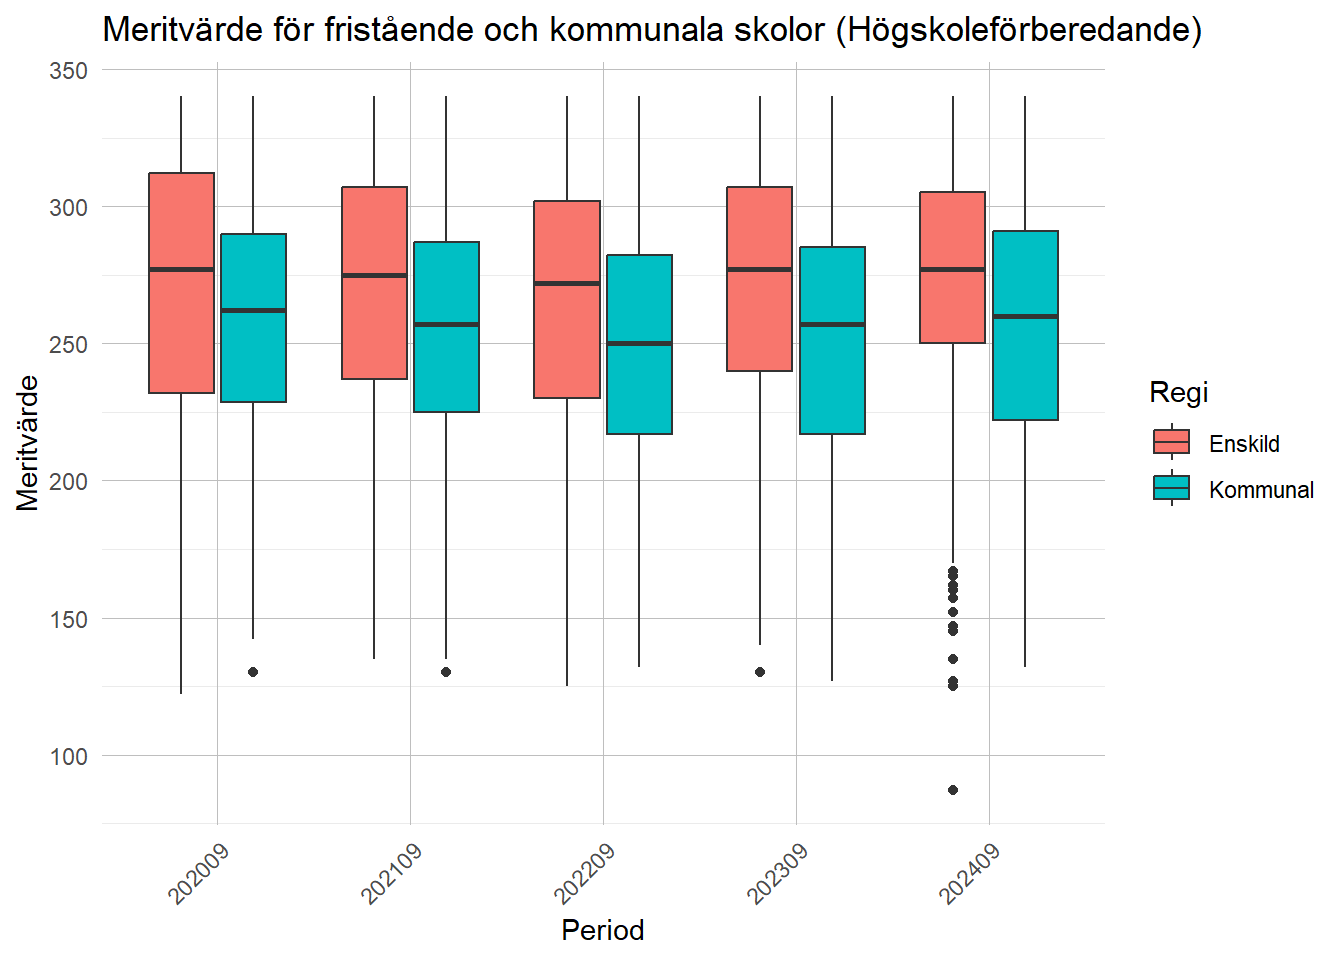 Meritvärde för fristående och kommunala skolor (Högskoleförberedande)
350
300
250
200
150
100
Meritvärde
202009
202109
202209
202309
202409
Period
Regi
Enskild
Kommunal